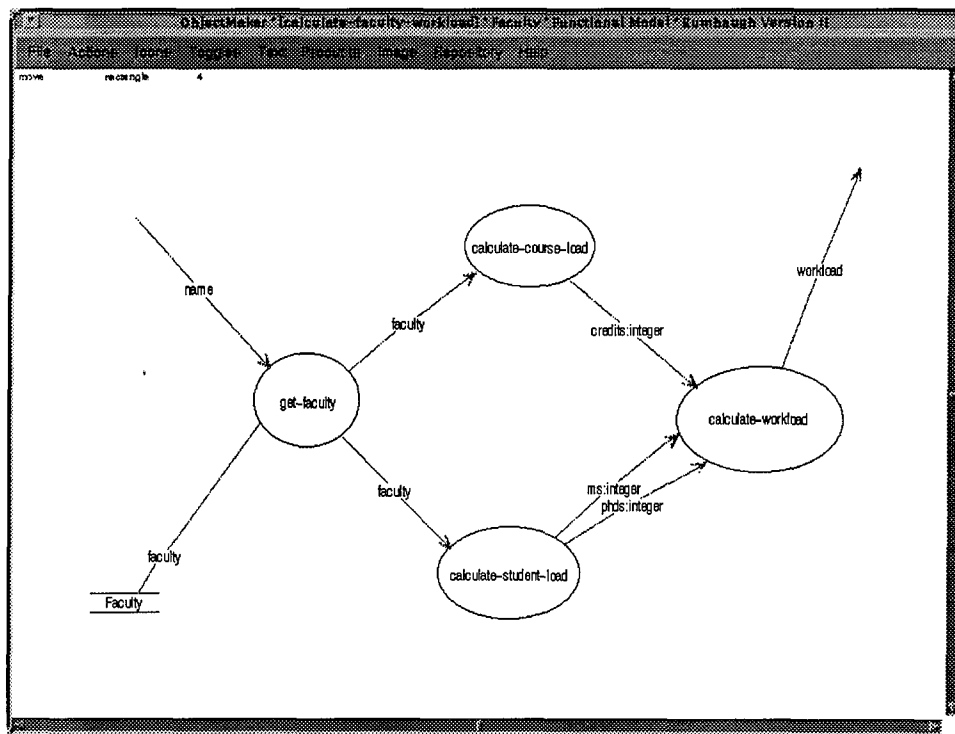 ObjectMaker * [calculate-faculty-workload] * Faculty * Functional Model * Rumbaugh Version II
File Actions Icons Toggles Text Products Image Repository Help
move rectangle 4
calculate-course-load
workload
name
faculty
credits:integer
get-faculty
calculate-workload
faculty
ms:integer
phds:integer
faculty
calculate-student-load
Faculty